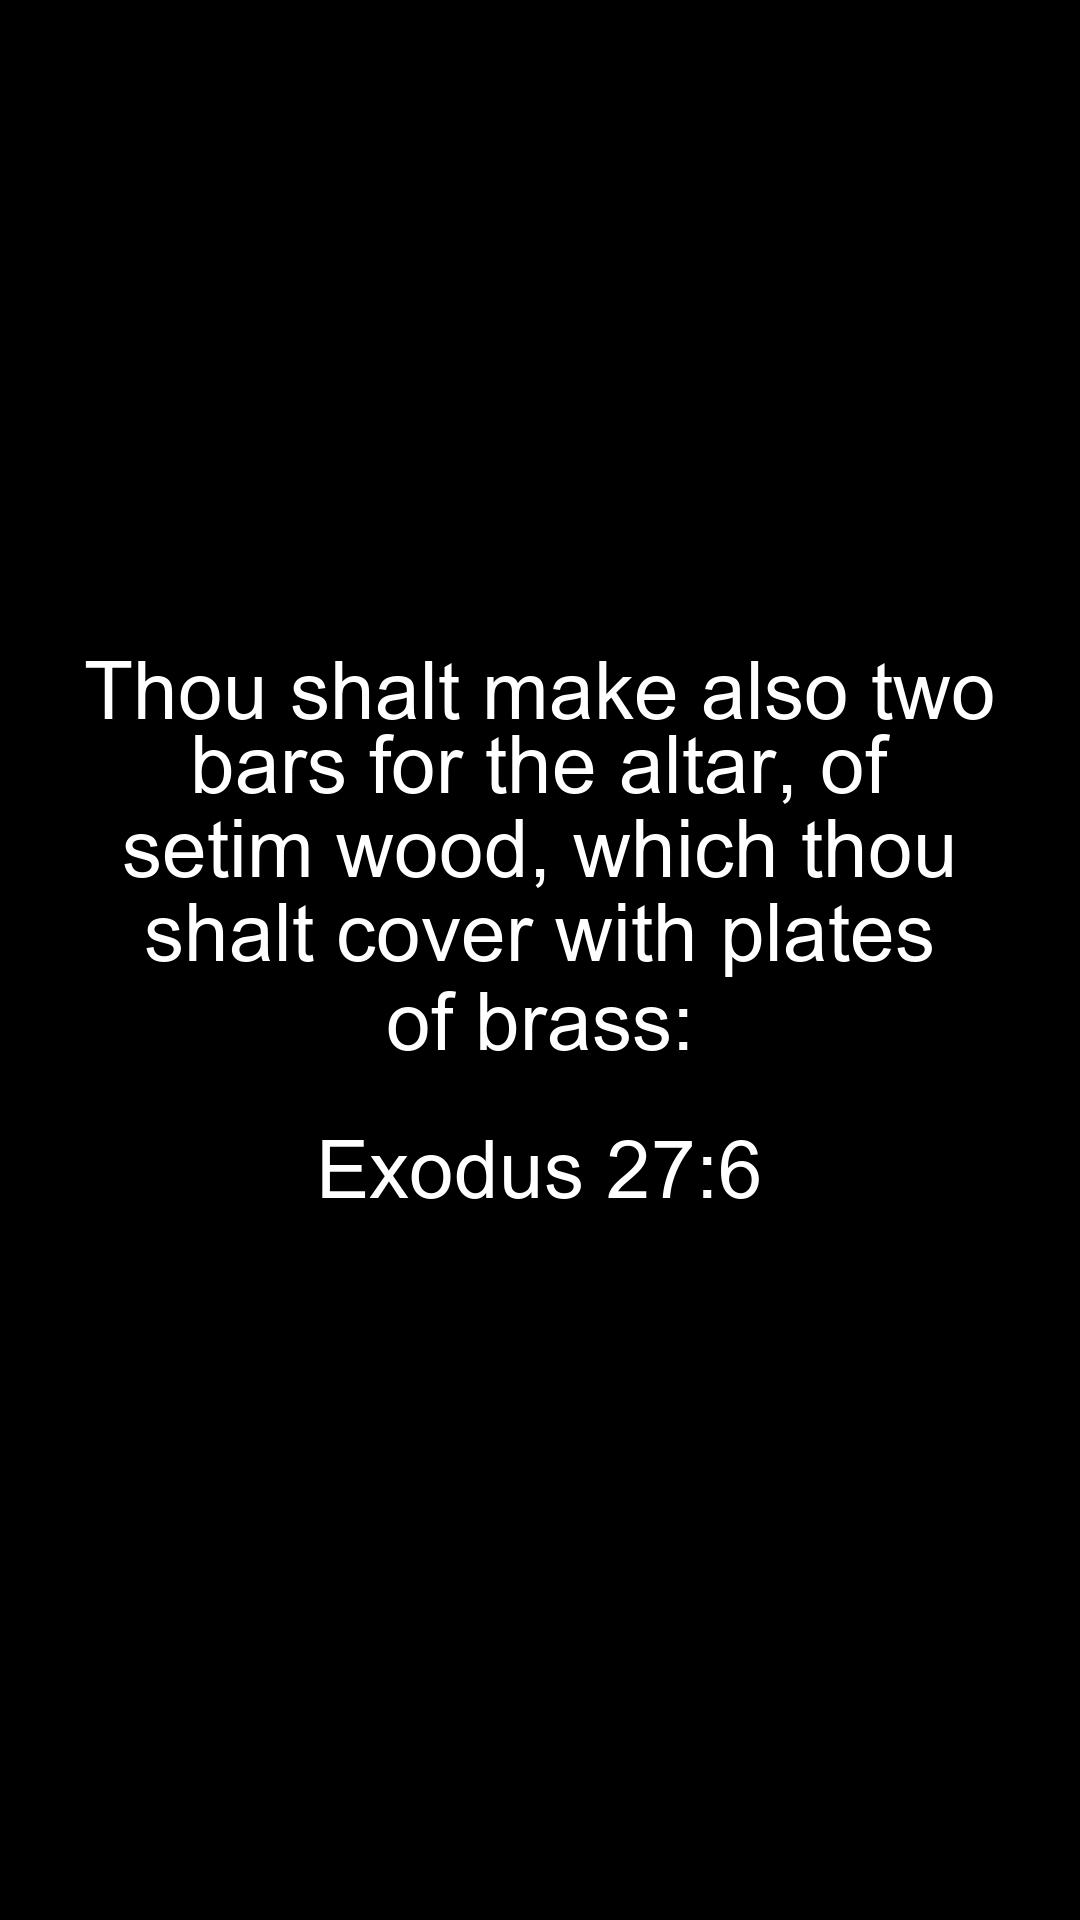 Thou shalt make also two
bars for the altar, of
setim wood, which thou
shalt cover with plates
of brass:
Exodus 27:6